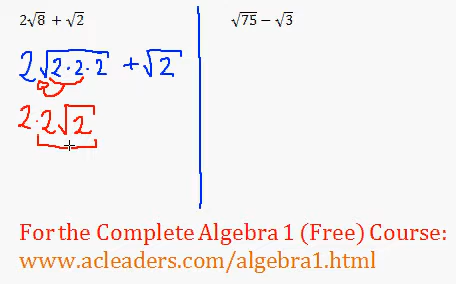 2√8 + √2
√75 − √3
2√2·2·2 + √2
2·2√2
For the Complete Algebra 1 (Free) Course:
www.acleaders.com/algebra1.html